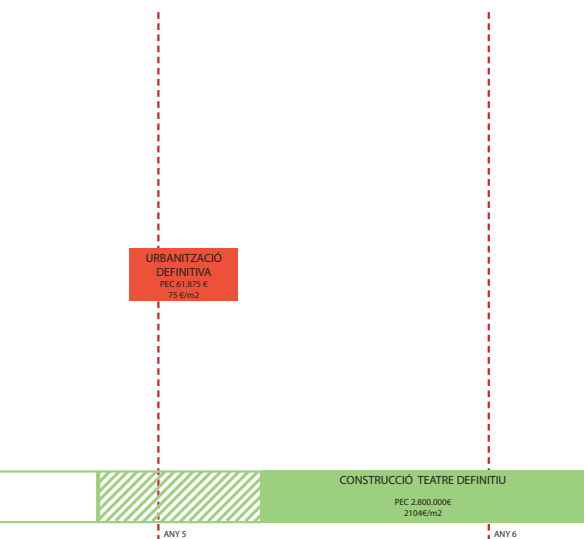 URBANITZACIÓ
DEFINITIVA
PEC 61.875 €
75 €/m2
CONSTRUCCIÓ TEATRE DEFINITIU
PEC 2.800.000€
2104€/m2
ANY 5
ANY 6